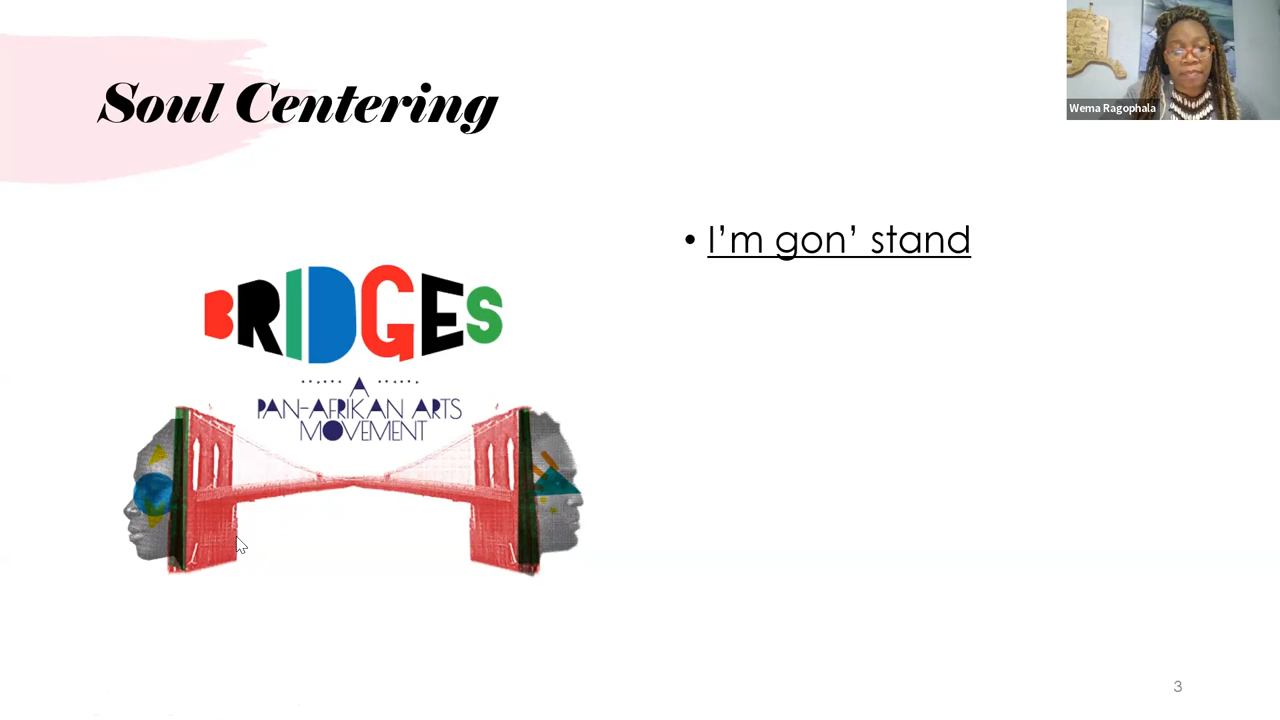 Soul Centering
Wema Ragophala
• I'm gon' stand
BRIDGES
A
PAN-AFRIKAN ARTS
MOVEMENT
3